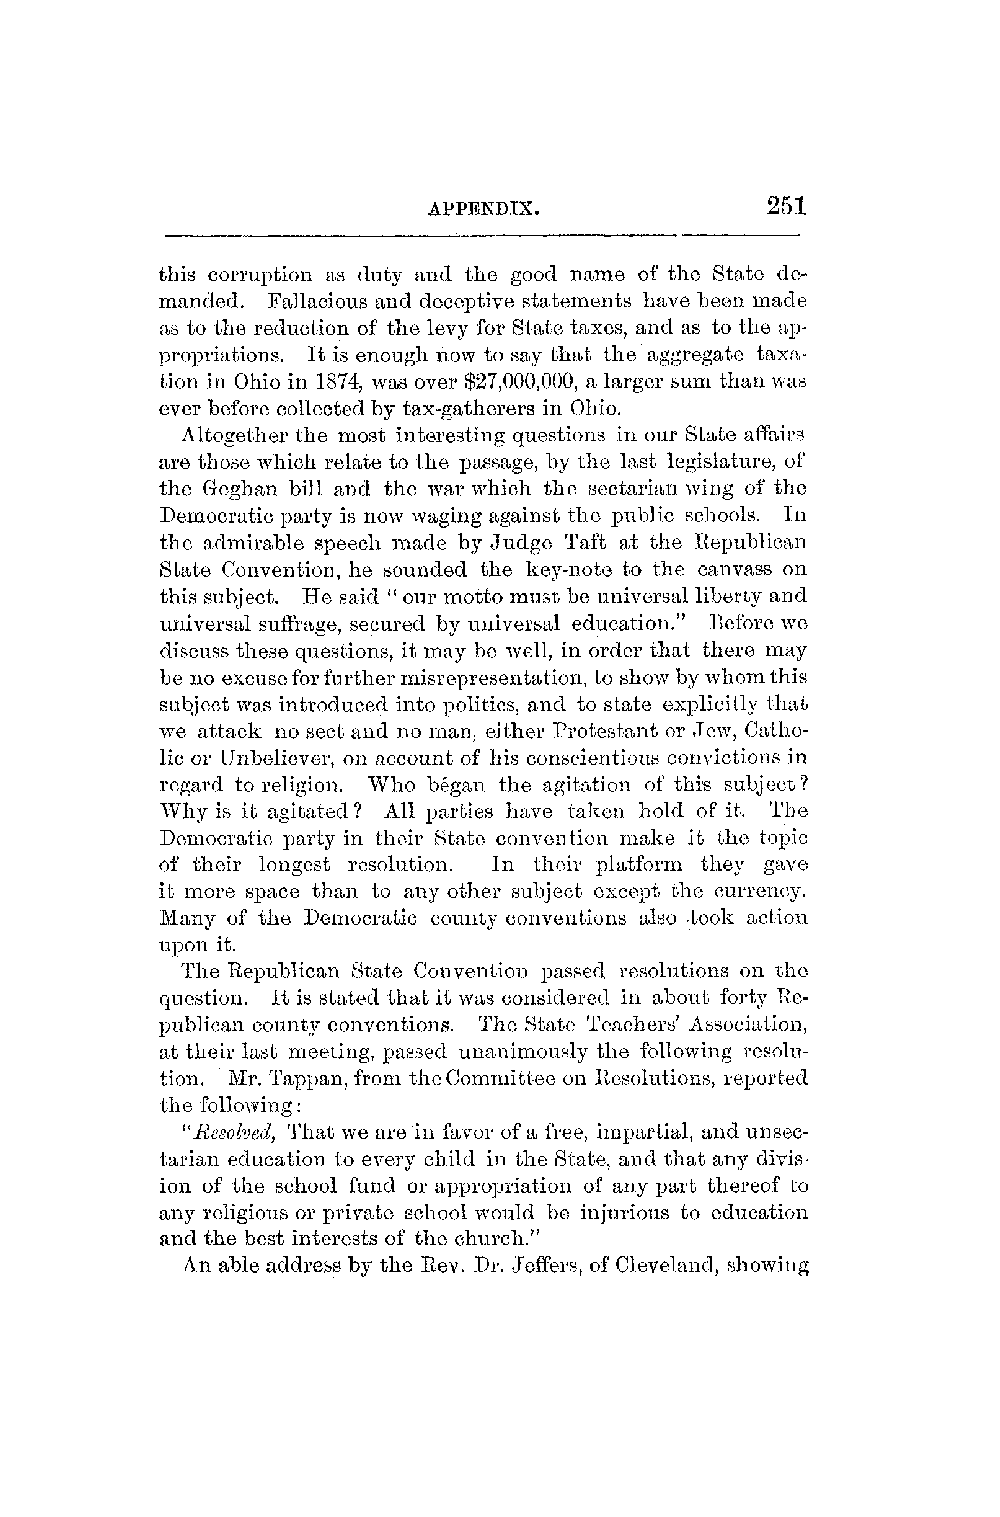 APPENDIX. 251
this corruption as duty and the good name of the State de-
manded. Fallacious and deceptive statements have been made
as to the reduction of the levy for State taxes, and as to the ap-
propriations. It is enough now to say that the aggregate taxa-
tion in Ohio in 1874, was over $27,000,000, a larger sum than was
ever before collected by tax-gatherers in Ohio.
Altogether the most interesting questions in our State affairs
are those which relate to the passage, by the last legislature, of
the Geghan bill and the war which the sectarian wing of the
Democratic party is now waging against the public schools. In
the admirable speech made by Judge Taft at the Republican
State Convention, he sounded the key-note to the canvass on
this subject. He said "our motto must be universal liberty and
universal suffrage, secured by universal education." Before we
discuss these questions, it may be well, in order that there may
be no excuse for further misrepresentation, to show by whom this
subject was introduced into politics, and to state explicitly that
we attack no sect and no man, either Protestant or Jew, Catho-
lic or Unbeliever, on account of his conscientious convictions in
regard to religion. Who began the agitation of this subject?
Why is it agitated? All parties have taken hold of it. The
Democratic party in their State convention make it the topic
of their longest resolution. In their platform they gave
it more space than to any other subject except the currency.
Many of the Democratic county conventions also took action
upon it.
The Republican State Convention passed resolutions on the
question. It is stated that it was considered in about forty Re-
publican county conventions. The State Teachers' Association,
at their last meeting, passed unanimously the following resolu-
tion. Mr. Tappan, from the Committee on Resolutions, reported
the following:
"Resolved, That we are in favor of a free, impartial, and unsec-
tarian education to every child in the State, and that any divis-
ion of the school fund or appropriation of any part thereof to
any religious or private school would be injurious to education
and the best interests of the church."
An able address by the Rev. Dr. Jeffers, of Cleveland, showing